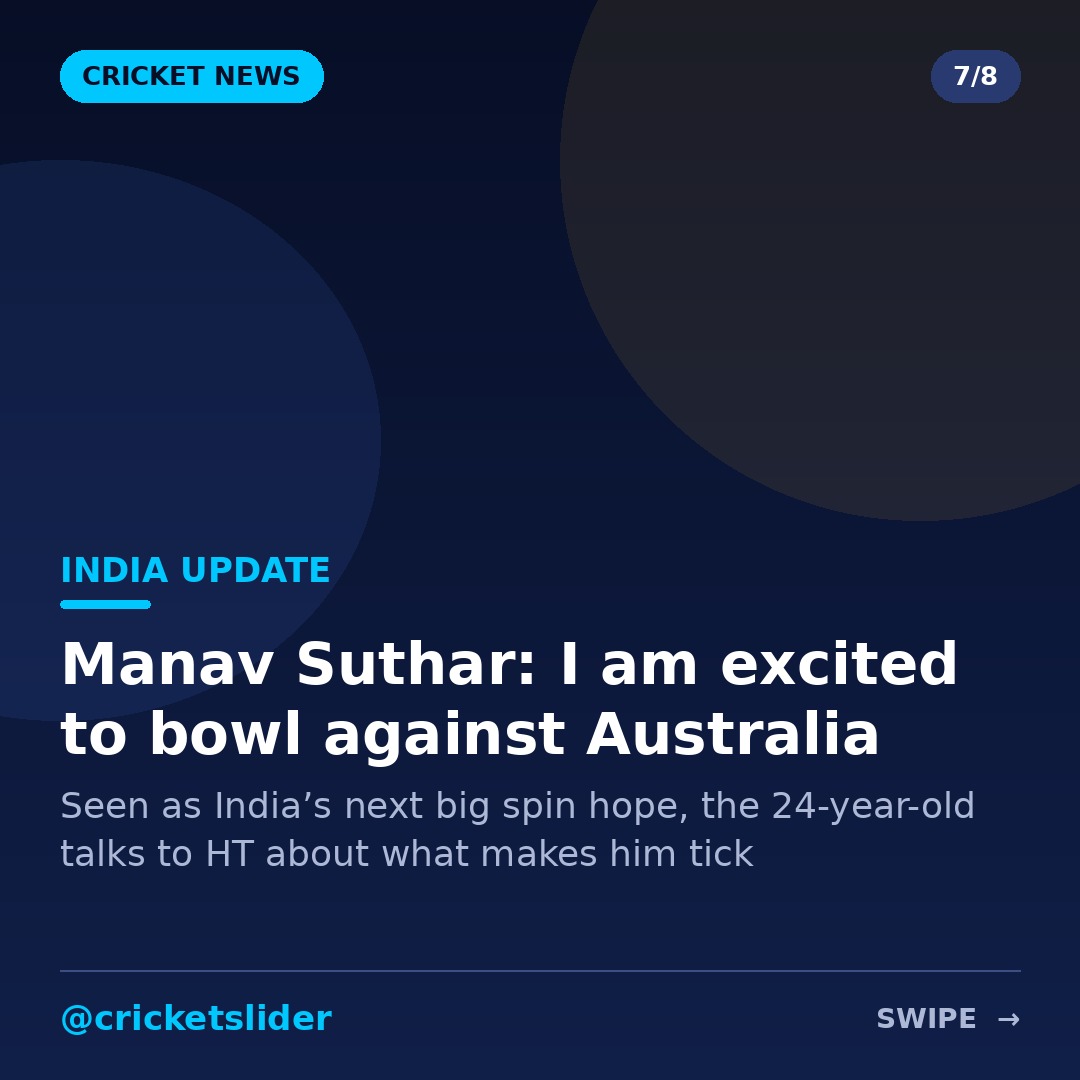 CRICKET NEWS
7/8
INDIA UPDATE
Manav Suthar: I am excited
to bowl against Australia
Seen as India’s next big spin hope, the 24-year-old
talks to HT about what makes him tick
@cricketslider
SWIPE →